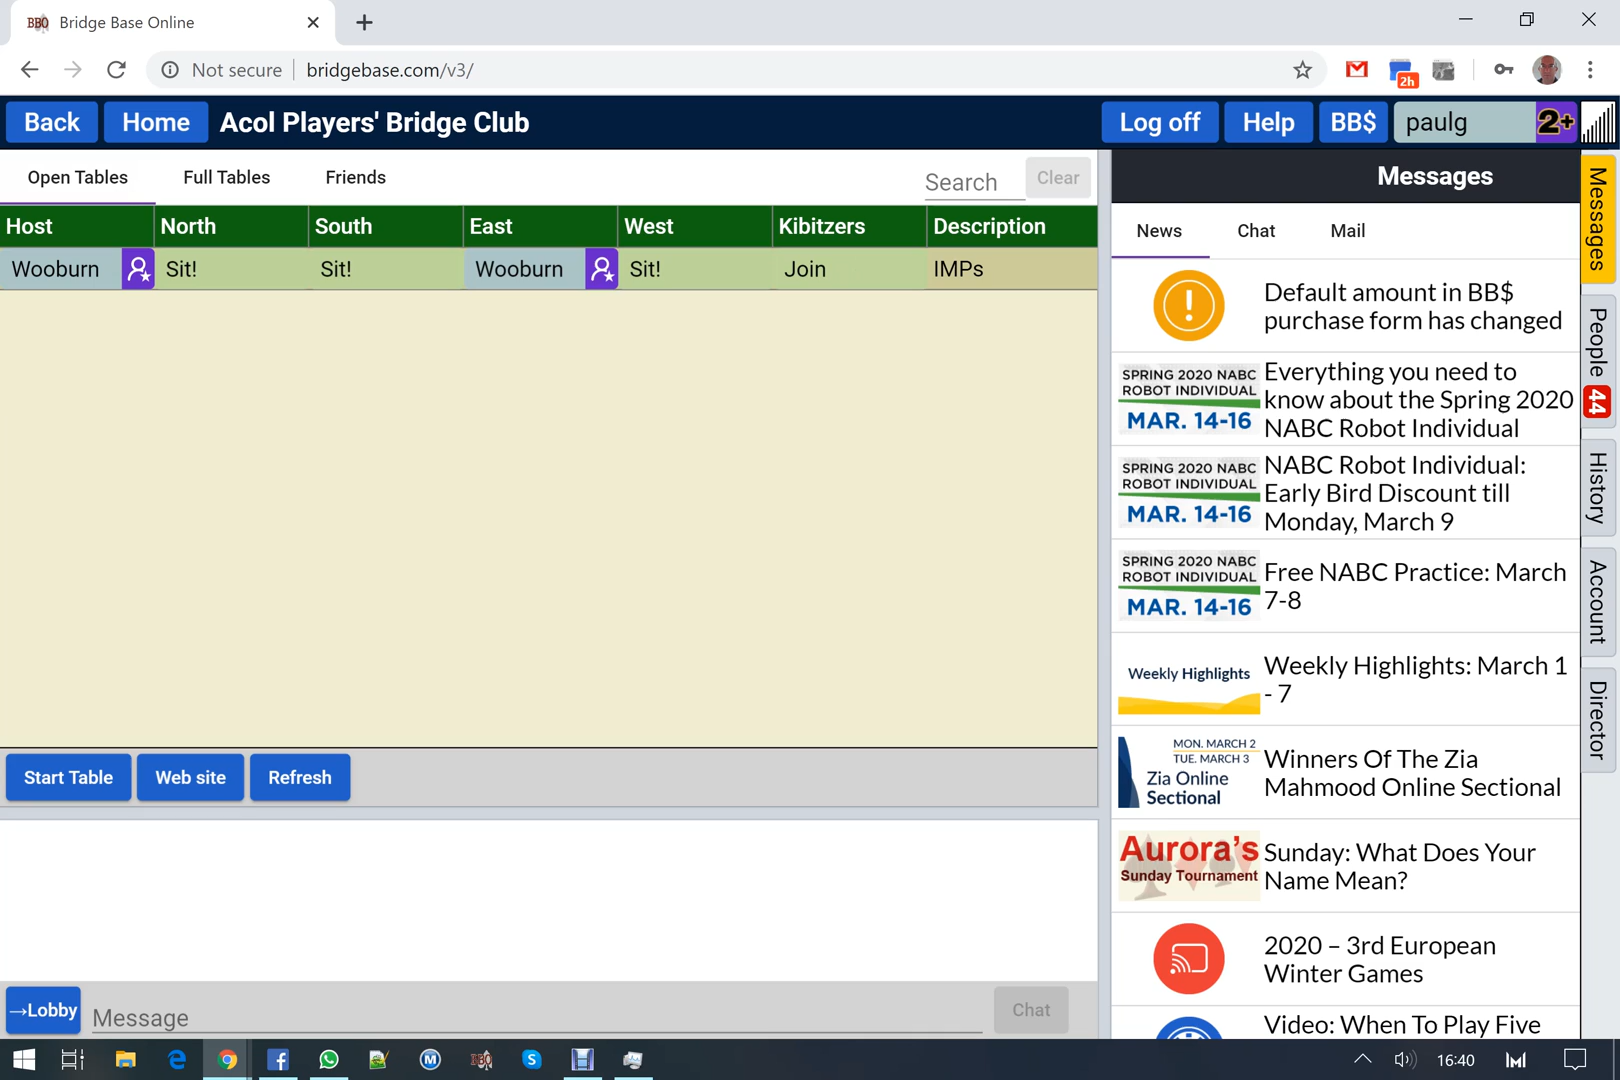 BBO Bridge Base Online
Not secure bridgebase.com/v3/
2h
Back Home Acol Players' Bridge Club Log off Help BB$ paulg 2+
Open Tables Full Tables Friends Search Clear
Host North South East West Kibitzers Description
Wooburn Sit! Sit! Wooburn Sit! Join IMPs
Start Table Web site Refresh
→Lobby Message Chat
Messages
News Chat Mail
Default amount in BB$
purchase form has changed
SPRING 2020 NABC
ROBOT INDIVIDUAL
MAR. 14-16
Everything you need to
know about the Spring 2020
NABC Robot Individual
SPRING 2020 NABC
ROBOT INDIVIDUAL
MAR. 14-16
NABC Robot Individual:
Early Bird Discount till
Monday, March 9
SPRING 2020 NABC
ROBOT INDIVIDUAL
MAR. 14-16
Free NABC Practice: March
7-8
Weekly Highlights
Weekly Highlights: March 1
- 7
MON. MARCH 2
TUE. MARCH 3
Zia Online
Sectional
Winners Of The Zia
Mahmood Online Sectional
Aurora's
Sunday Tournament
Sunday: What Does Your
Name Mean?
2020 – 3rd European
Winter Games
Video: When To Play Five
Messages
People 44
History
Account
Director
BBO
16:40